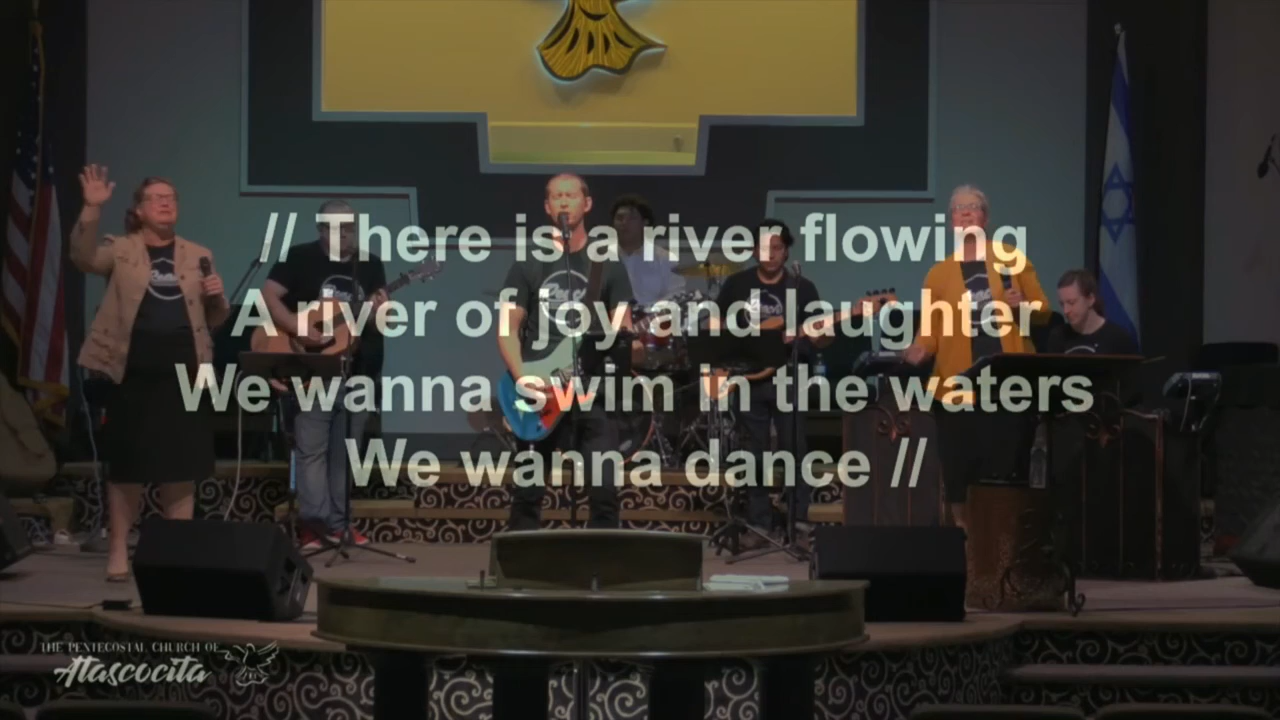 // There is a river flowing
A river of joy and laughter
We wanna swim in the waters
We wanna dance //
THE PENTECOSTAL CHURCH OF
Atascocita